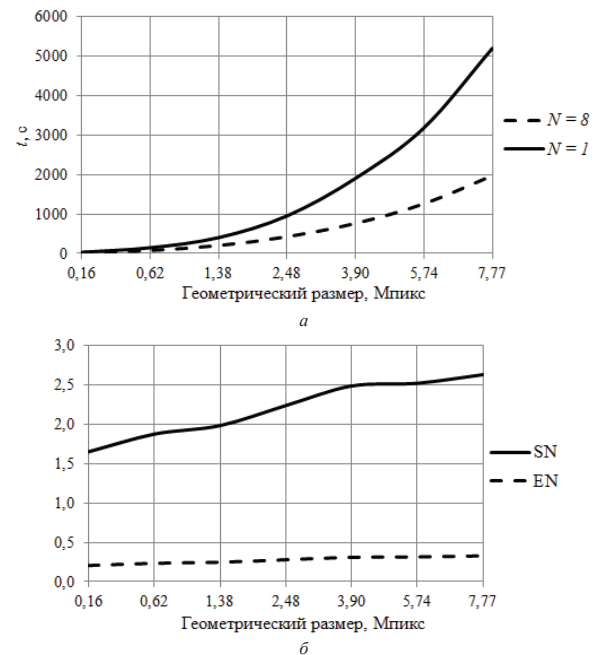 6000
5000
4000
3000
2000
1000
0
t, с
0,16 0,62 1,38 2,48 3,90 5,74 7,77
Геометрический размер, Мпикс
N = 8
N = 1
а
3,0
2,5
2,0
1,5
1,0
0,5
0,0
0,16 0,62 1,38 2,48 3,90 5,74 7,77
Геометрический размер, Мпикс
SN
EN
б